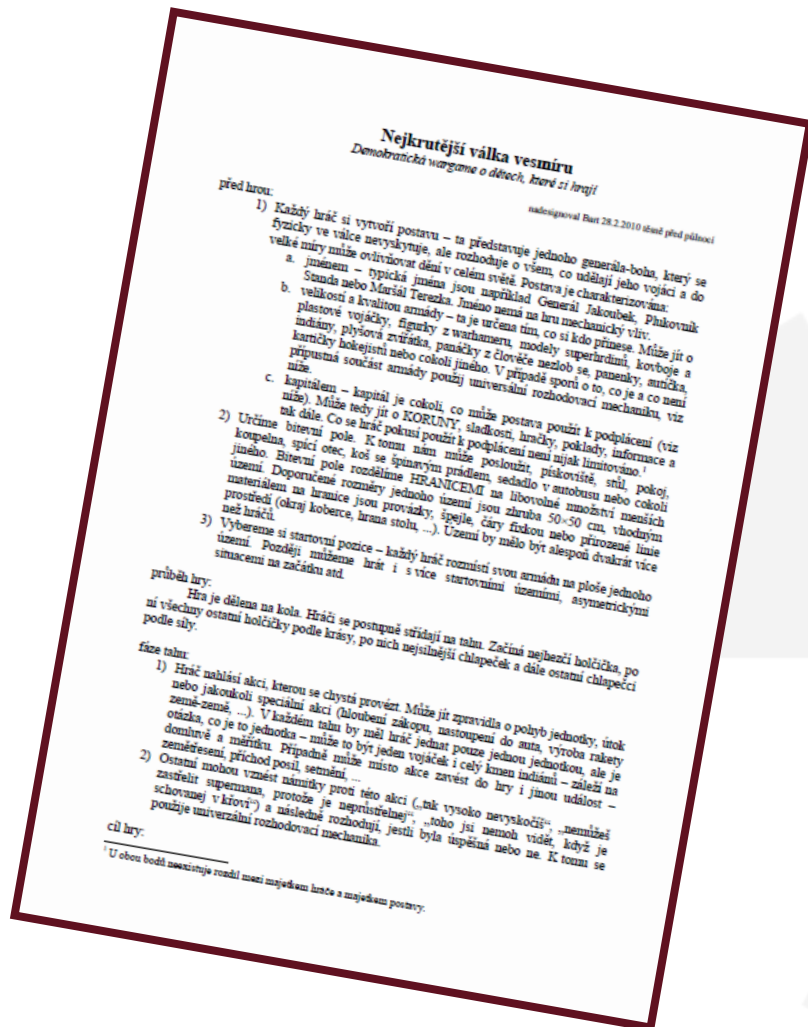 Nejkrutější válka vesmíru
Demokratická wargame o dětech, které si hrají
nadesignoval Bart 28.2.2010 těsně před půlnocí
před hrou:
1) Každý hráč si vytvoří postavu – ta představuje jednoho generála-boha, který se
fyzicky ve válce nevyskytuje, ale rozhoduje o všem, co udělají jeho vojáci a do
velké míry může ovlivňovat dění v celém světě. Postava je charakterizována:
a. jménem – typická jména jsou například Generál Jakoubek, Plukovník
Standa nebo Maršál Terezka. Jméno nemá na hru mechanický vliv.
b. velikostí a kvalitou armády – ta je určena tím, co si kdo přinese. Může jít o
plastové vojáčky, figurky z warhameru, modely superhrdinů, kovboje a
indiány, plyšová zvířátka, panáčky z člověče nezlob se, panenky, autíčka,
kartičky hokejistů nebo cokoli jiného. V případě sporů o to, co je a co není
přípustná součást armády použij universální rozhodovací mechaniku, viz
níže.
c. kapitálem – kapitál je cokoli, co může postava použít k podplácení (viz
níže). Může tedy jít o KORUNY, sladkosti, hračky, poklady, informace a
tak dále. Co se hráč pokusí použít k podplácení není nijak limitováno.¹
2) Určíme bitevní pole. K tomu nám může posloužit, pískoviště, stůl, pokoj,
koupelna, spící otec, koš se špinavým prádlem, sedadlo v autobusu nebo cokoli
jiného. Bitevní pole rozdělíme HRANICEMI na libovolné množství menších
území. Doporučené rozměry jednoho území jsou zhruba 50×50 cm, vhodným
materiálem na hranice jsou provázky, špejle, čáry fixkou nebo přirozené linie
prostředí (okraj koberce, hrana stolu, ...). Území by mělo být alespoň dvakrát více
než hráčů.
3) Vybereme si startovní pozice – každý hráč rozmístí svou armádu na ploše jednoho
území. Později můžeme hrát i s více startovními územími, asymetrickými
situacemi na začátku atd.
průběh hry:
Hra je dělena na kola. Hráči se postupně střídají na tahu. Začíná nejhezčí holčička, po
ní všechny ostatní holčičky podle krásy, po nich nejsilnější chlapeček a dále ostatní chlapečci
podle síly.
fáze tahu:
1) Hráč nahlásí akci, kterou se chystá provézt. Může jít zpravidla o pohyb jednotky, útok
nebo jakoukoli speciální akci (hloubení zákopu, nastoupení do auta, výroba rakety
země-země, ...). V každém tahu by měl hráč jednat pouze jednou jednotkou, ale je
otázka, co je to jednotka – může to být jeden vojáček i celý kmen indiánů – záleží na
domluvě a měřítku. Případně může místo akce zavést do hry i jinou událost –
zemětřesení, příchod posil, setmění, ...
2) Ostatní mohou vznést námitky proti této akci („tak vysoko nevyskočíš“, „nemůžeš
zastřelit supermana, protože je neprůstřelnej“, „toho jsi nemoh vidět, když je
schovanej v křoví“) a následně rozhodují, jestli byla úspěšná nebo ne. K tomu se
použije univerzální rozhodovací mechanika.
cíl hry:
¹ U obou bodů neexistuje rozdíl mezi majetkem hráče a majetkem postavy.